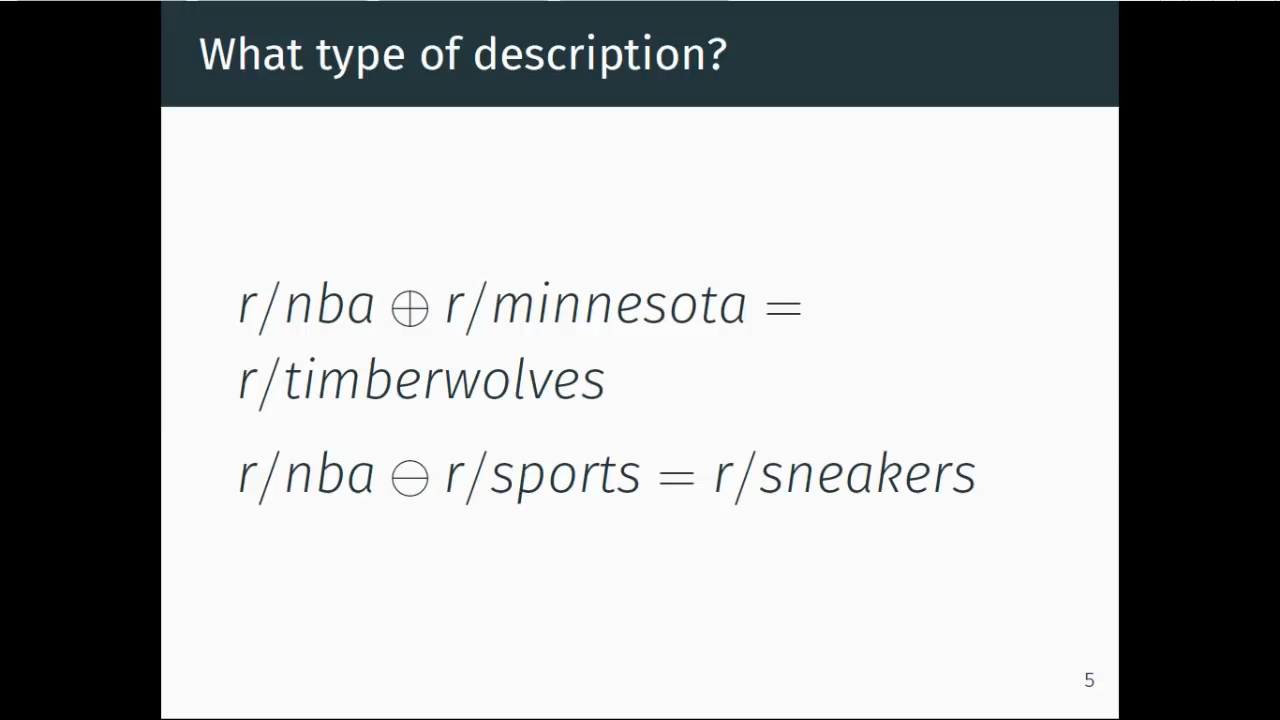 What type of description?
r/nba ⊕ r/minnesota =
r/timberwolves
r/nba ⊖ r/sports = r/sneakers
5